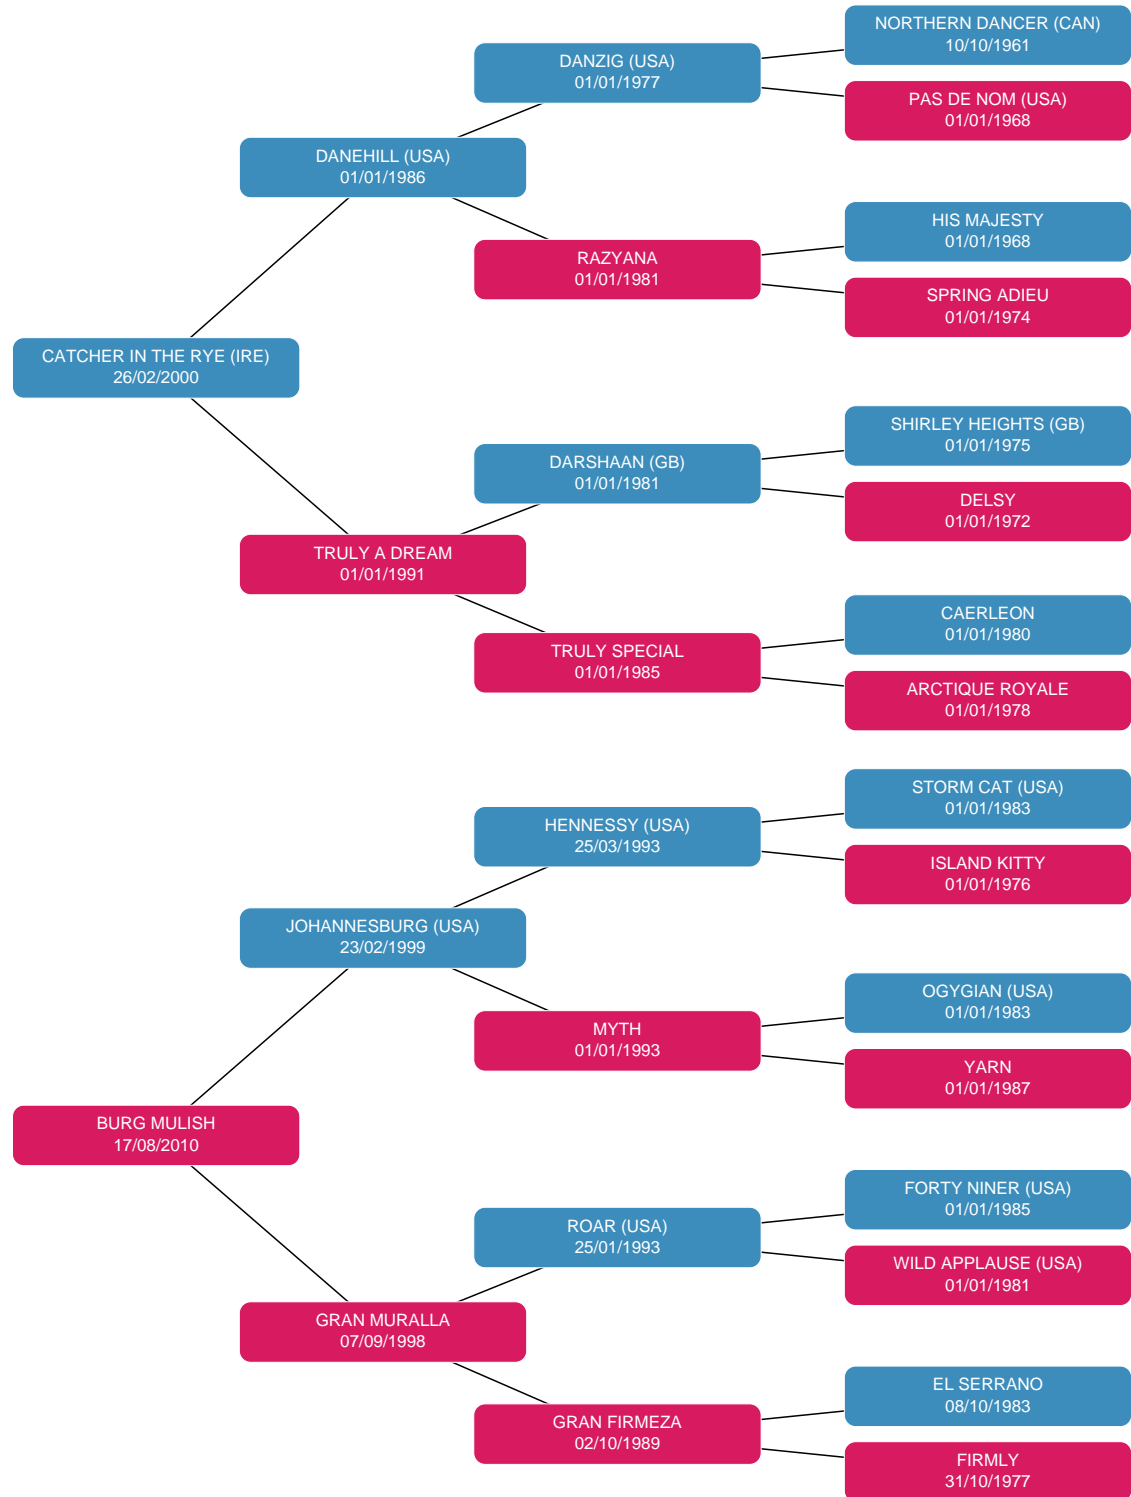 NORTHERN DANCER (CAN)
10/10/1961
DANZIG (USA)
01/01/1977
PAS DE NOM (USA)
01/01/1968
DANEHILL (USA)
01/01/1986
HIS MAJESTY
01/01/1968
RAZYANA
01/01/1981
SPRING ADIEU
01/01/1974
CATCHER IN THE RYE (IRE)
26/02/2000
SHIRLEY HEIGHTS (GB)
01/01/1975
DARSHAAN (GB)
01/01/1981
DELSY
01/01/1972
TRULY A DREAM
01/01/1991
CAERLEON
01/01/1980
TRULY SPECIAL
01/01/1985
ARCTIQUE ROYALE
01/01/1978
STORM CAT (USA)
01/01/1983
HENNESSY (USA)
25/03/1993
ISLAND KITTY
01/01/1976
JOHANNESBURG (USA)
23/02/1999
OGYGIAN (USA)
01/01/1983
MYTH
01/01/1993
YARN
01/01/1987
BURG MULISH
17/08/2010
FORTY NINER (USA)
01/01/1985
ROAR (USA)
25/01/1993
WILD APPLAUSE (USA)
01/01/1981
GRAN MURALLA
07/09/1998
EL SERRANO
08/10/1983
GRAN FIRMEZA
02/10/1989
FIRMLY
31/10/1977